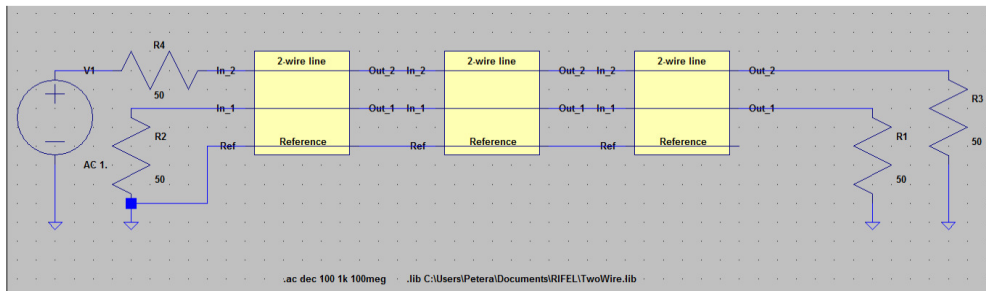 R4
2-wire line 2-wire line 2-wire line
V1 In_2 Out_2 In_2 Out_2 In_2 Out_2
50 R3
In_1 Out_1 In_1 Out_1 In_1 Out_1
R2 R1
Ref Reference Ref Reference Ref Reference 50
AC 1.
50 50
.ac dec 100 1k 100meg .lib C:\Users\Petera\Documents\RIFEL\TwoWire.lib